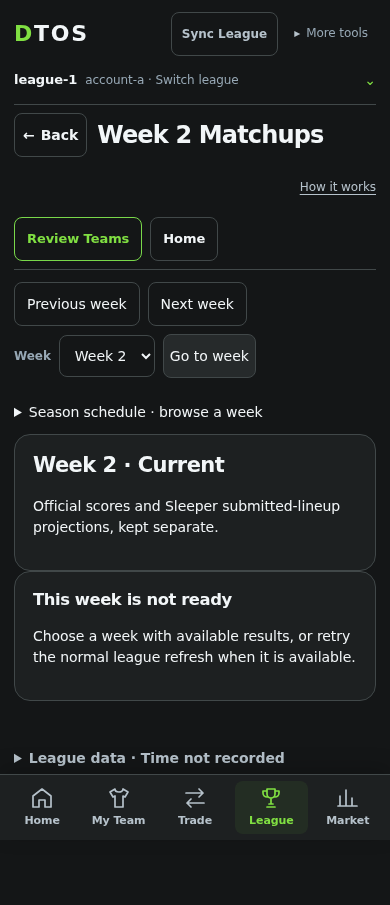 DTOS
Sync League
▸ More tools
league-1 account-a · Switch league
← Back
Week 2 Matchups
How it works
Review Teams
Home
Previous week
Next week
Week
Week 2
Go to week
▶ Season schedule · browse a week
Week 2 · Current
Official scores and Sleeper submitted-lineup
projections, kept separate.
This week is not ready
Choose a week with available results, or retry
the normal league refresh when it is available.
▶ League data · Time not recorded
Home
My Team
Trade
League
Market